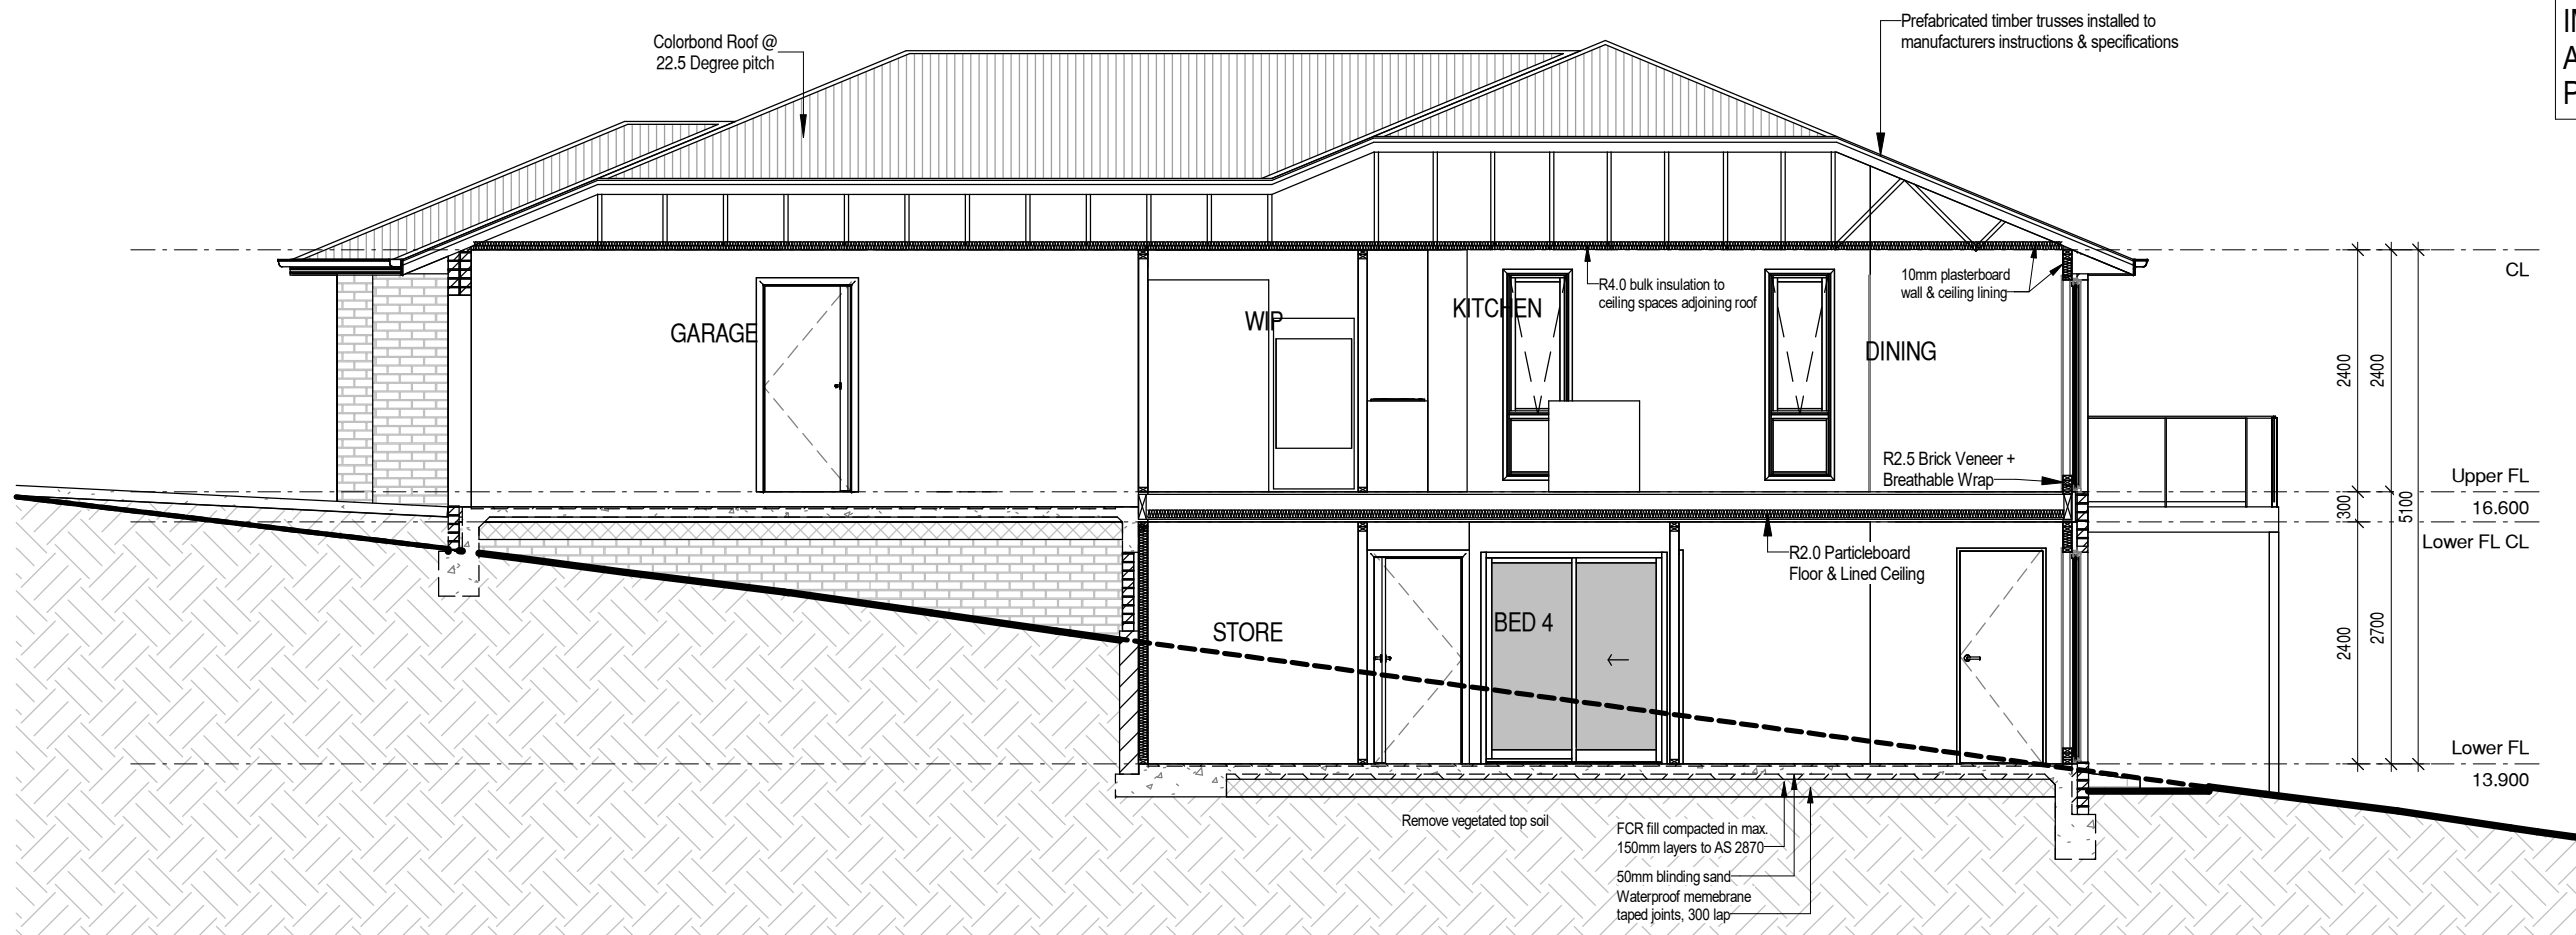 Colorbond Roof @
22.5 Degree pitch
Prefabricated timber trusses installed to
manufacturers instructions & specifications
GARAGE
WIP
KITCHEN
R4.0 bulk insulation to
ceiling spaces adjoining roof
10mm plasterboard
wall & ceiling lining
DINING
R2.5 Brick Veneer +
Breathable Wrap
CL
2400
2400
Upper FL
16.600
300
5100
Lower FL CL
R2.0 Particleboard
Floor & Lined Ceiling
STORE
BED 4
2400
2700
Lower FL
13.900
Remove vegetated top soil
FCR fill compacted in max.
150mm layers to AS 2870
50mm blinding sand
Waterproof memebrane
taped joints, 300 lap